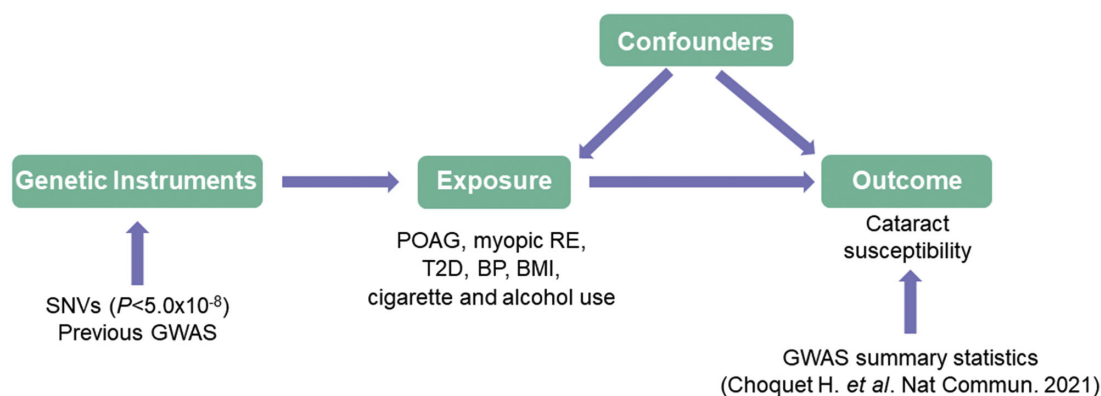 Confounders
Genetic Instruments
Exposure
Outcome
POAG, myopic RE,
T2D, BP, BMI,
cigarette and alcohol use
Cataract
susceptibility
SNVs (P<5.0x10⁻⁸)
Previous GWAS
GWAS summary statistics
(Choquet H. et al. Nat Commun. 2021)